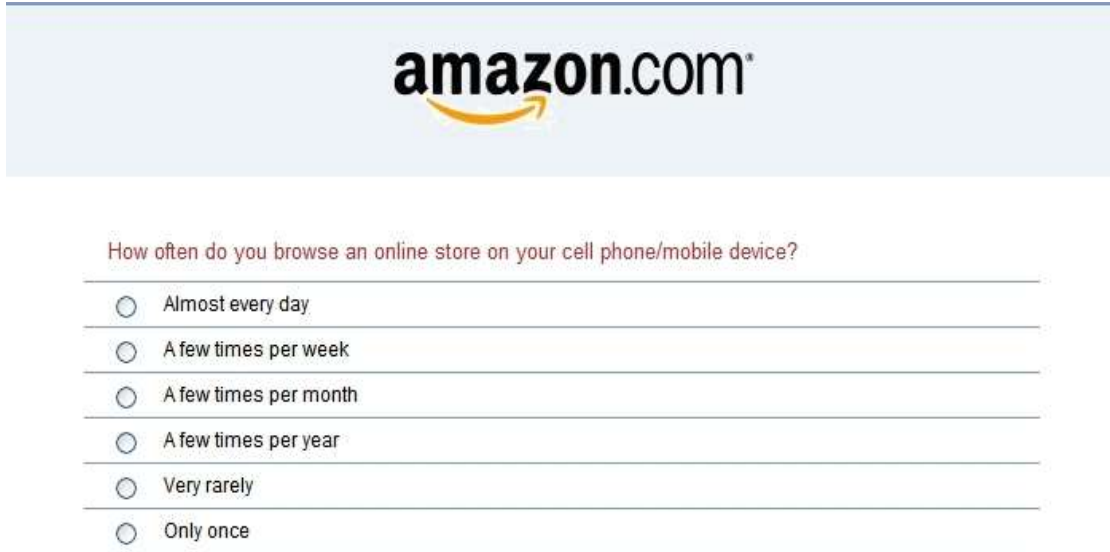 amazon.com
How often do you browse an online store on your cell phone/mobile device?
Almost every day
A few times per week
A few times per month
A few times per year
Very rarely
Only once